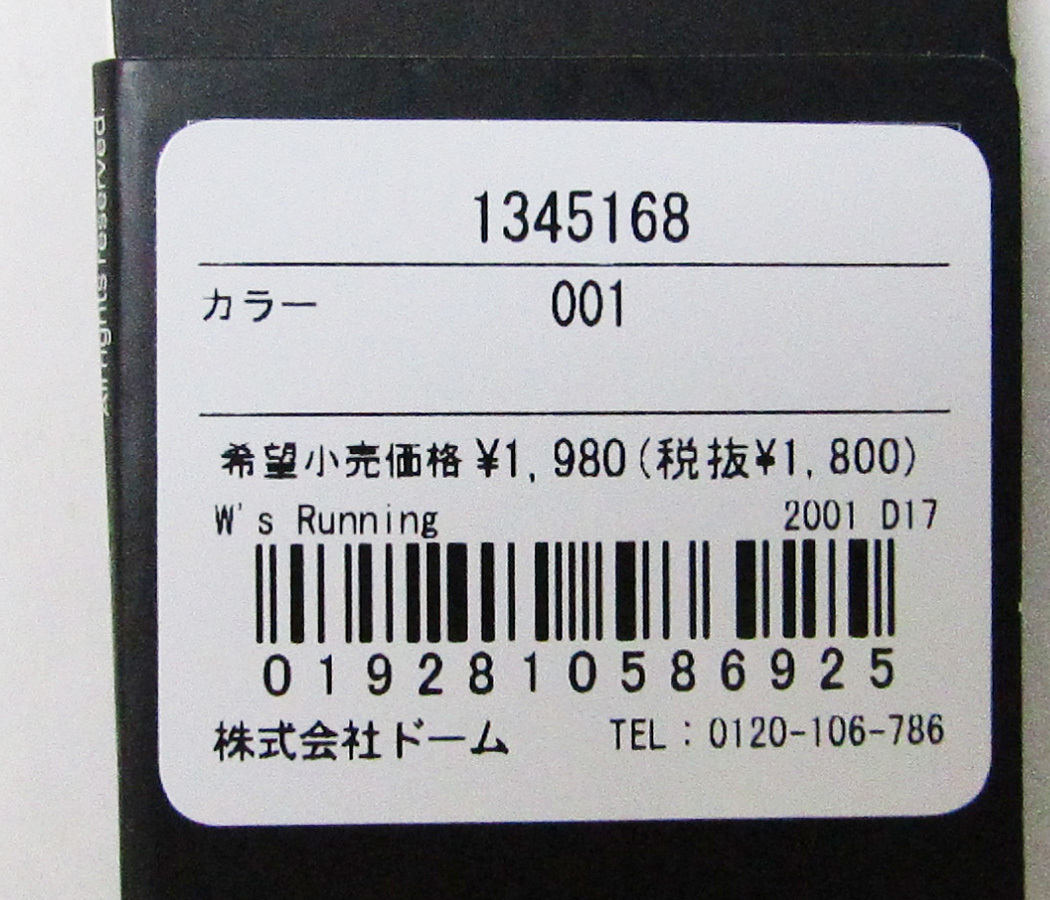 All rights reserved.
1345168
カラー 001
希望小売価格 ¥1,980(税抜¥1,800)
W's Running 2001 D17
0192810586925
株式会社ドーム TEL:0120-106-786